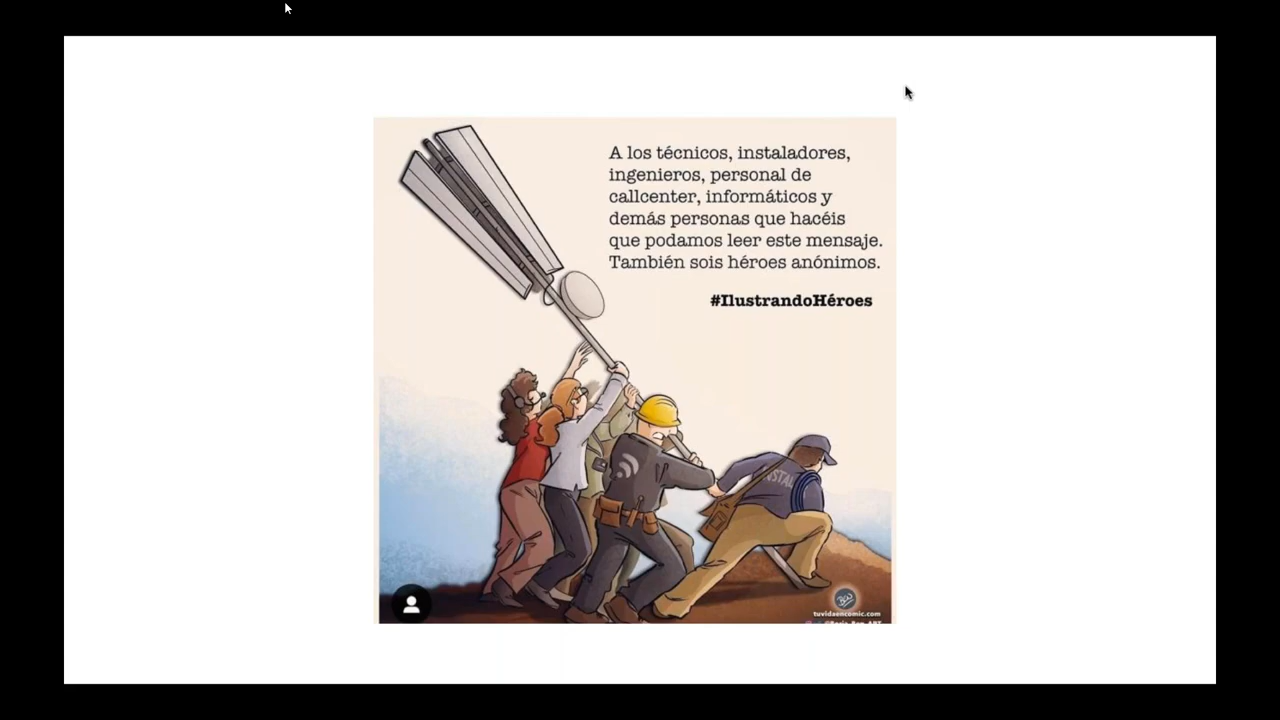 A los técnicos, instaladores,
ingenieros, personal de
callcenter, informáticos y
demás personas que hacéis
que podamos leer este mensaje.
También sois héroes anónimos.
#IlustrandoHéroes
INSTAL
tuvidaencomic.com